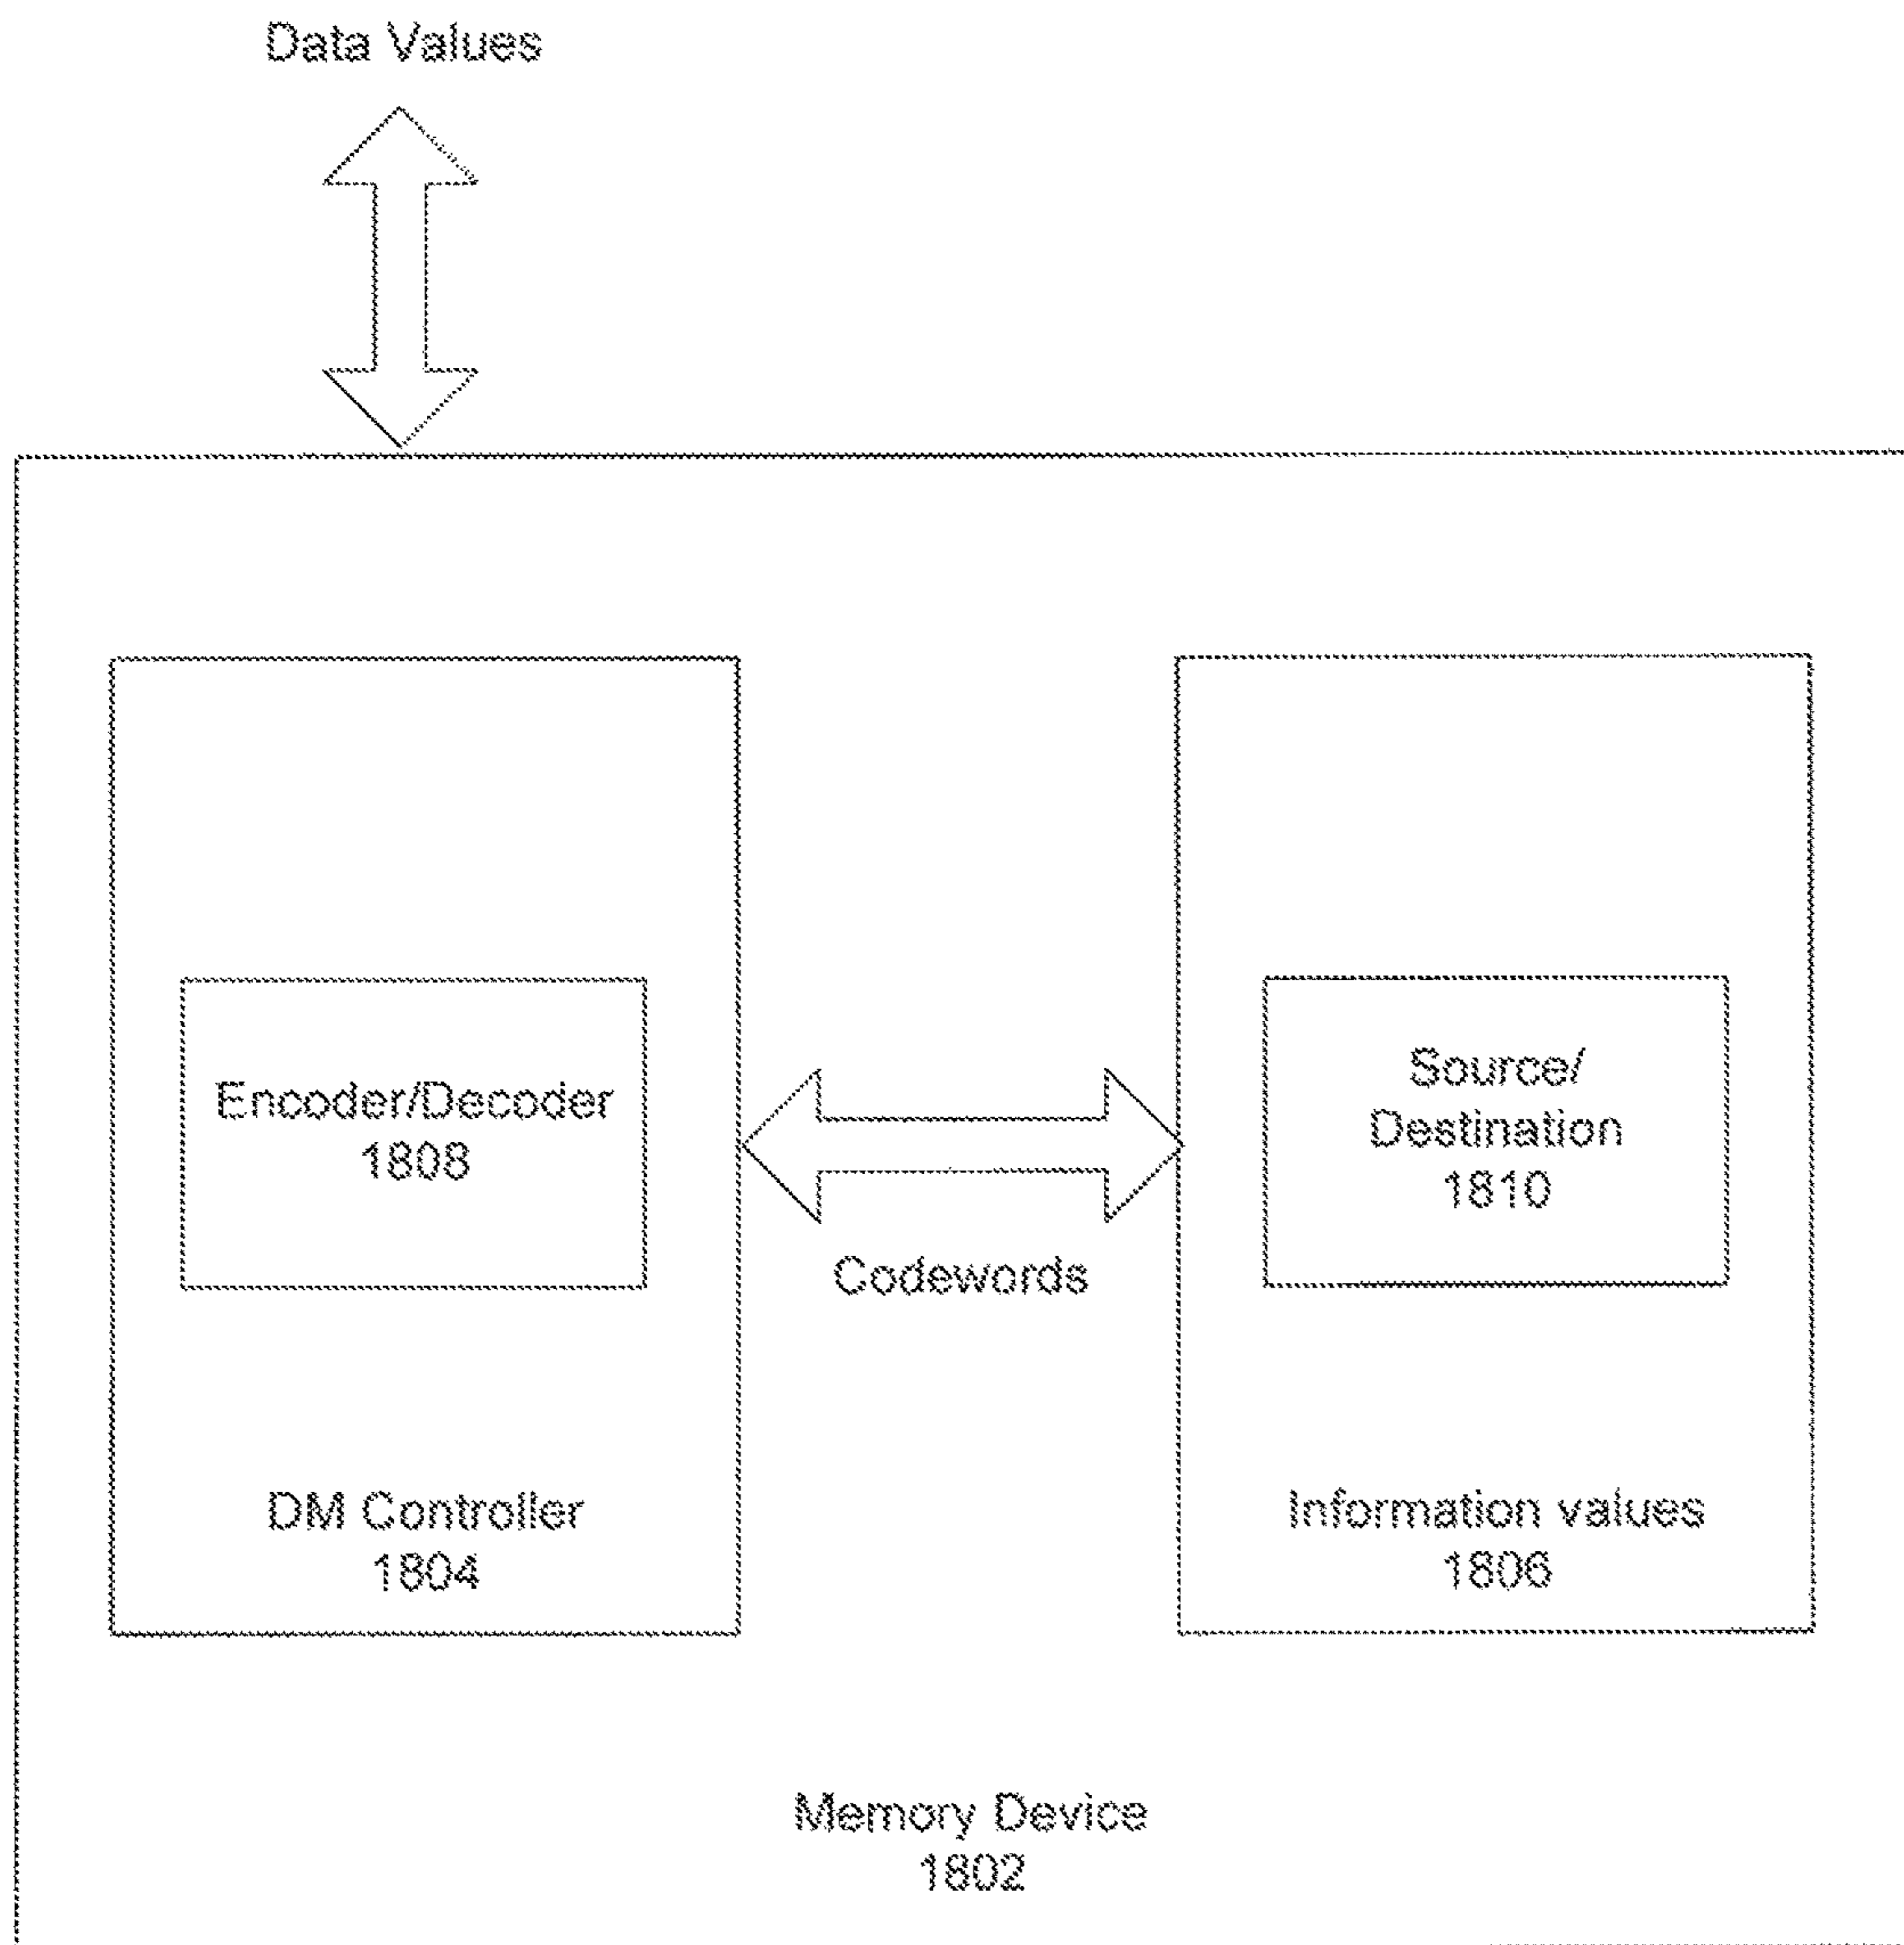 Data Values
Encoder/Decoder
1808
Source/
Destination
1810
Codewords
DM Controller
1804
Information values
1806
Memory Device
1802